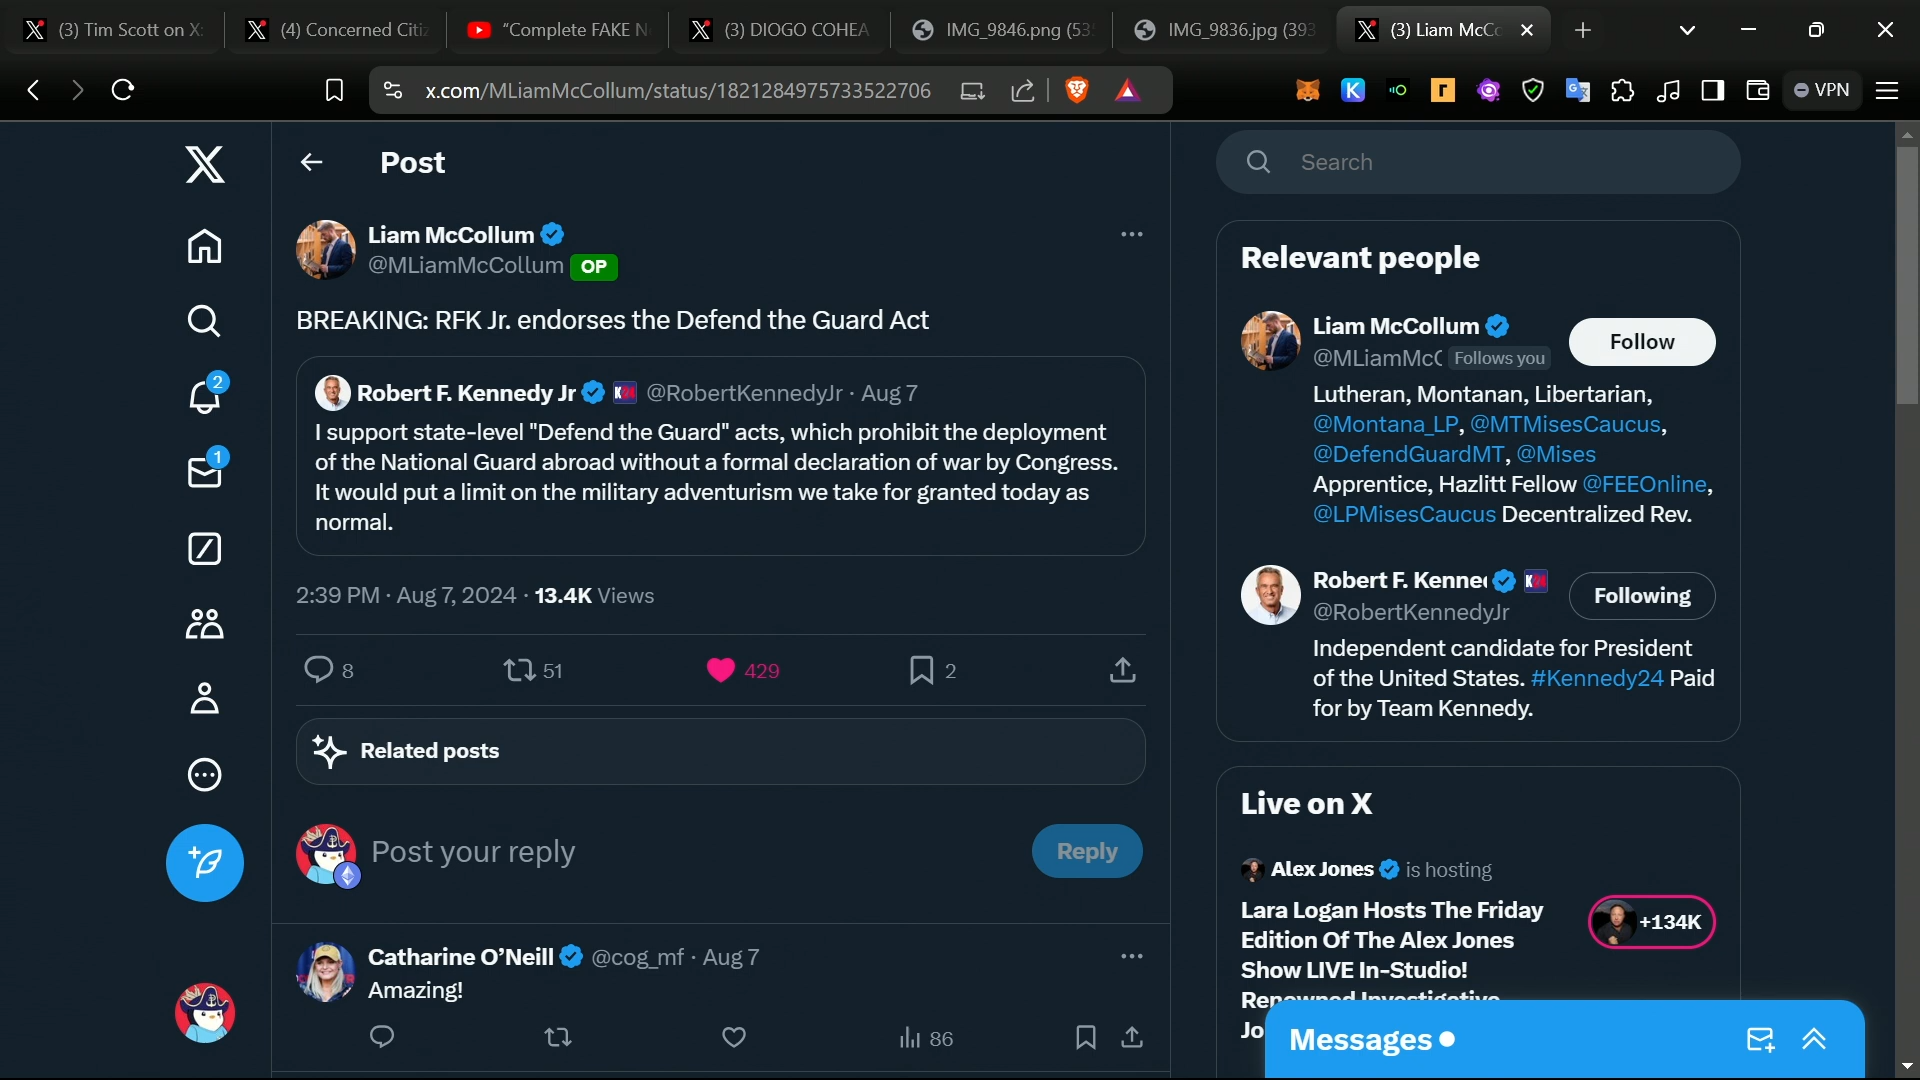 (3) Tim Scott on X:
(4) Concerned Citiz
"Complete FAKE N
(3) DIOGO COHEA
IMG_9846.png (535
IMG_9836.jpg (393
(3) Liam McCo
x.com/MLiamMcCollum/status/1821284975733522706
VPN
Post
Liam McCollum
@MLiamMcCollum OP
BREAKING: RFK Jr. endorses the Defend the Guard Act
Robert F. Kennedy Jr K24 @RobertKennedyJr · Aug 7
I support state-level "Defend the Guard" acts, which prohibit the deployment
of the National Guard abroad without a formal declaration of war by Congress.
It would put a limit on the military adventurism we take for granted today as
normal.
2:39 PM · Aug 7, 2024 · 13.4K Views
8
51
429
2
Related posts
Post your reply
Reply
Catharine O'Neill @cog_mf · Aug 7
Amazing!
86
2
1
Search
Relevant people
Liam McCollum
@MLiamMcC Follows you
Follow
Lutheran, Montanan, Libertarian,
@Montana_LP, @MTMisesCaucus,
@DefendGuardMT, @Mises
Apprentice, Hazlitt Fellow @FEEOnline,
@LPMisesCaucus Decentralized Rev.
Robert F. Kenne K24
@RobertKennedyJr
Following
Independent candidate for President
of the United States. #Kennedy24 Paid
for by Team Kennedy.
Live on X
Alex Jones is hosting
Lara Logan Hosts The Friday
Edition Of The Alex Jones
Show LIVE In-Studio!
Renowned Investigative
Jo
+134K
Messages